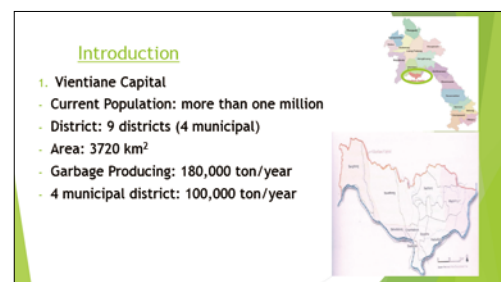 Introduction
1. Vientiane Capital
- Current Population: more than one million
- District: 9 districts (4 municipal)
- Area: 3720 km²
- Garbage Producing: 180,000 ton/year
- 4 municipal district: 100,000 ton/year